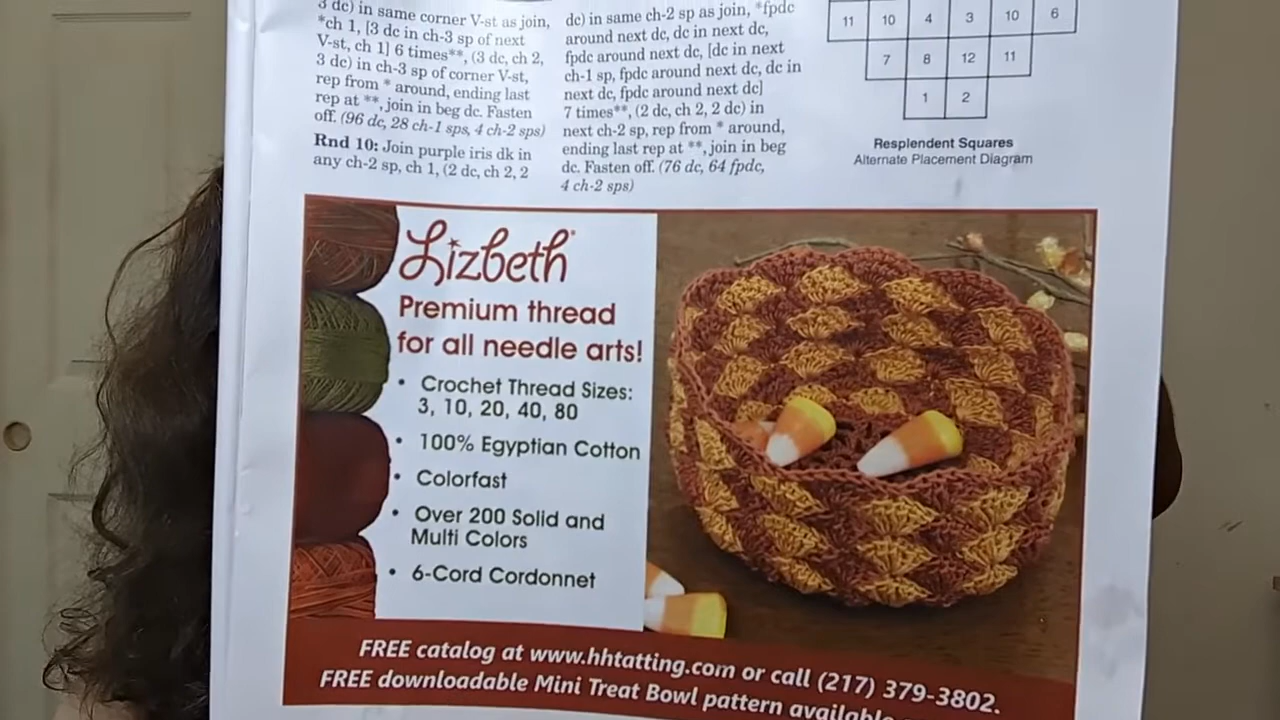 3 dc) in same corner V-st as join,
*ch 1, [3 dc in ch-3 sp of next
V-st, ch 1] 6 times**, (3 dc, ch 2,
3 dc) in ch-3 sp of corner V-st,
rep from * around, ending last
rep at **, join in beg dc. Fasten
off. (96 dc, 28 ch-1 sps, 4 ch-2 sps)
Rnd 10: Join purple iris dk in
any ch-2 sp, ch 1, (2 dc, ch 2, 2
dc) in same ch-2 sp as join, *fpdc
around next dc, dc in next dc,
fpdc around next dc, [dc in next
ch-1 sp, fpdc around next dc, dc in
next dc, fpdc around next dc]
7 times**, (2 dc, ch 2, 2 dc) in
next ch-2 sp, rep from * around,
ending last rep at **, join in beg
dc. Fasten off. (76 dc, 64 fpdc,
4 ch-2 sps)
11 10 4 3 10 6
7 8 12 11
1 2
Resplendent Squares
Alternate Placement Diagram
Lizbeth®
Premium thread
for all needle arts!
• Crochet Thread Sizes:
3, 10, 20, 40, 80
• 100% Egyptian Cotton
• Colorfast
• Over 200 Solid and
Multi Colors
• 6-Cord Cordonnet
FREE catalog at www.hhtatting.com or call (217) 379-3802.
FREE downloadable Mini Treat Bowl pattern available